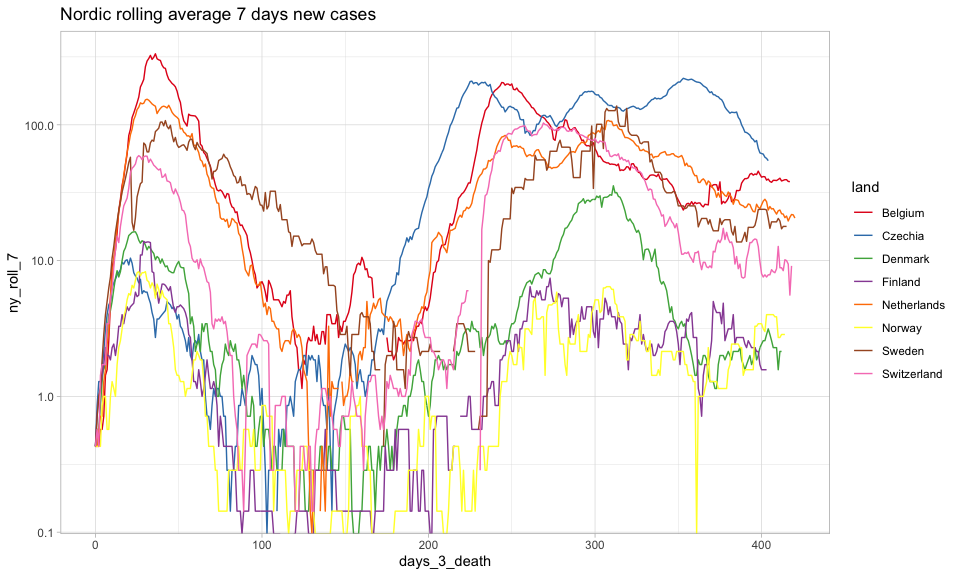 Nordic rolling average 7 days new cases
ny_roll_7
100.0
10.0
1.0
0.1
0
100
200
300
400
days_3_death
land
Belgium
Czechia
Denmark
Finland
Netherlands
Norway
Sweden
Switzerland